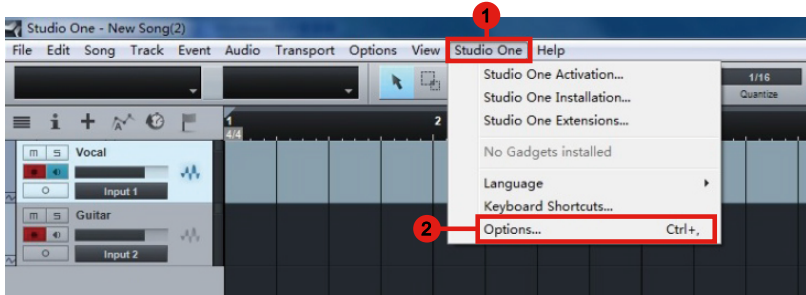 1
Studio One - New Song(2)
File Edit Song Track Event Audio Transport Options View Studio One Help
Studio One Activation...
Studio One Installation...
Studio One Extensions...
No Gadgets installed
Language
Keyboard Shortcuts...
2 Options... Ctrl+,
1/16
Quantize
1 2
4/4
M S Vocal
Input 1
M S Guitar
Input 2